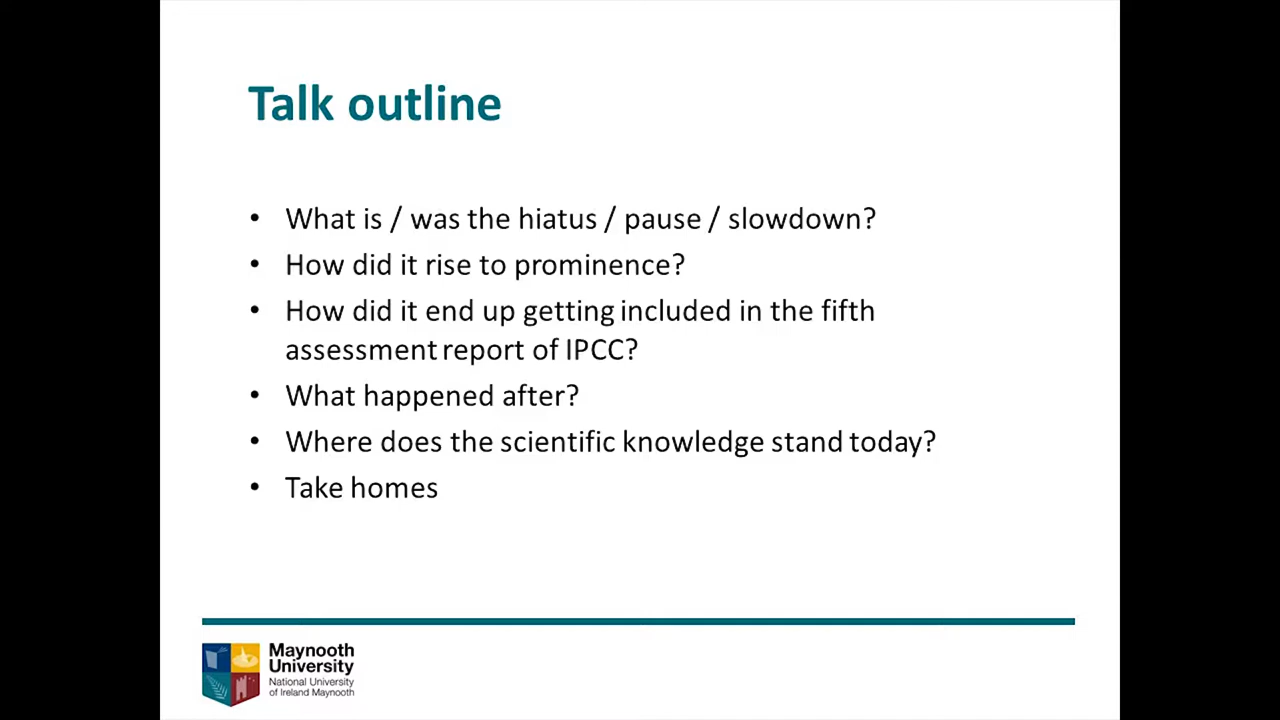 Talk outline
• What is / was the hiatus / pause / slowdown?
• How did it rise to prominence?
• How did it end up getting included in the fifth
assessment report of IPCC?
• What happened after?
• Where does the scientific knowledge stand today?
• Take homes
Maynooth
University
National University
of Ireland Maynooth